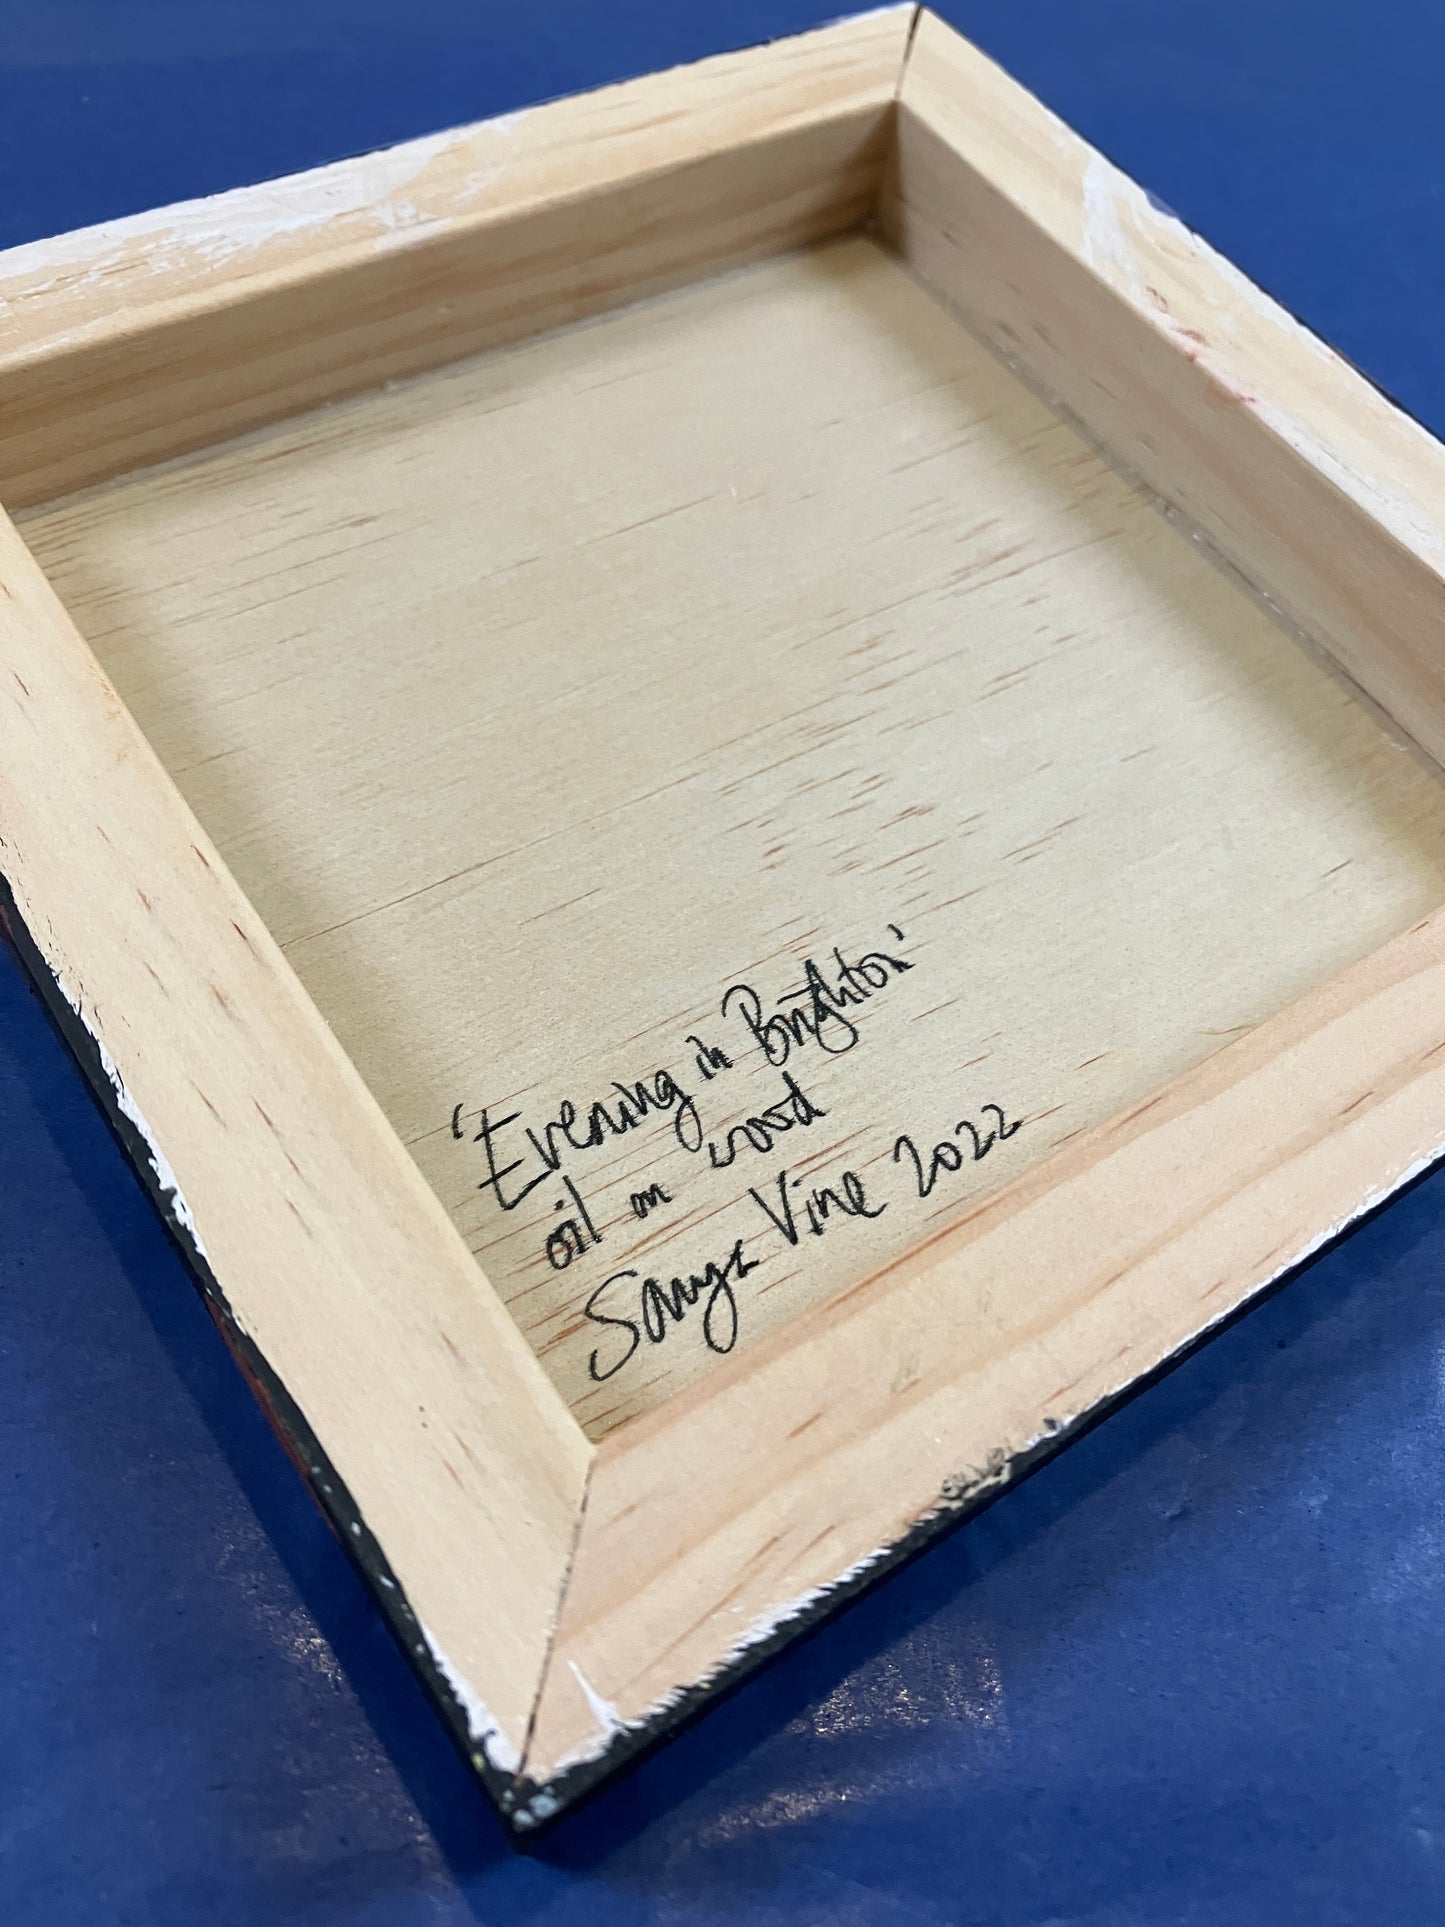 'Evening in Brighton'
oil on wood
Sanya Vine 2022